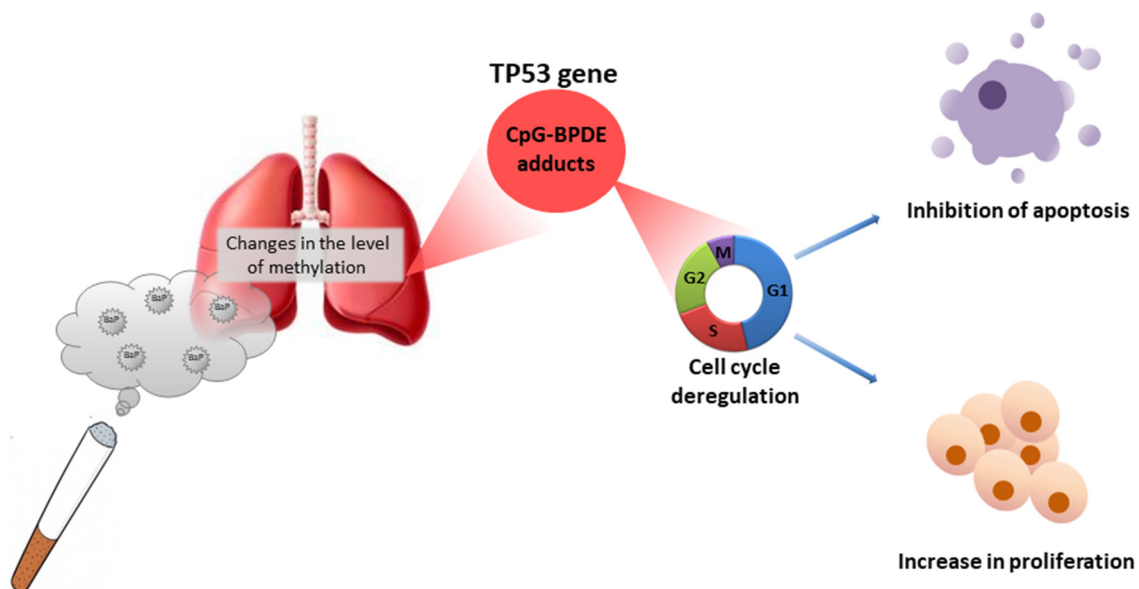 TP53 gene
CpG-BPDE
adducts
Changes in the level
of methylation
BaP
BaP
BaP
BaP
BaP
M
G2
G1
S
Cell cycle
deregulation
Inhibition of apoptosis
Increase in proliferation